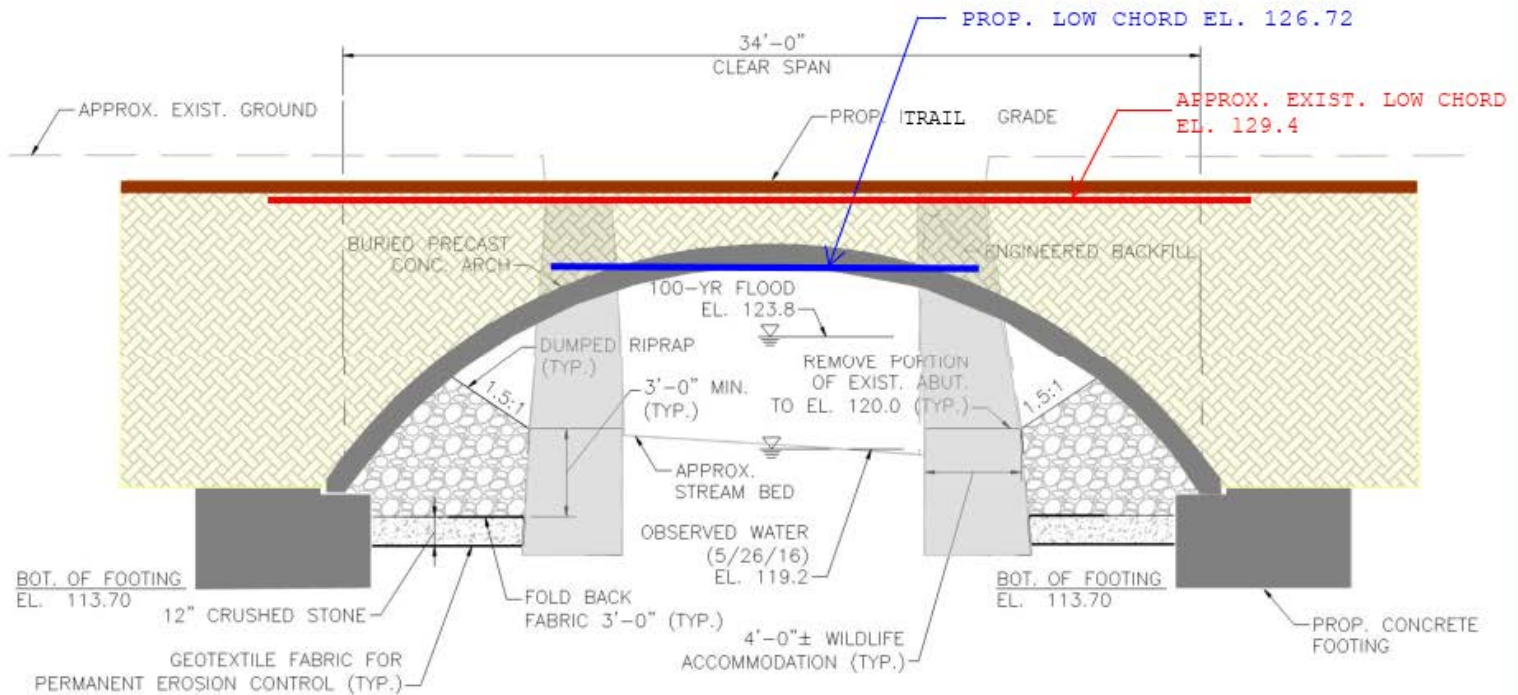 PROP. LOW CHORD EL. 126.72
34'-0"
CLEAR SPAN
APPROX. EXIST. GROUND
PROP. TRAIL GRADE
APPROX. EXIST. LOW CHORD
EL. 129.4
BURIED PRECAST
CONC. ARCH
ENGINEERED BACKFILL
100-YR FLOOD
EL. 123.8
DUMPED RIPRAP
(TYP.)
1.5:1
3'-0" MIN.
(TYP.)
REMOVE PORTION
OF EXIST. ABUT.
TO EL. 120.0 (TYP.)
1.5:1
APPROX.
STREAM BED
OBSERVED WATER
(5/26/16)
EL. 119.2
BOT. OF FOOTING
EL. 113.70
12" CRUSHED STONE
FOLD BACK
FABRIC 3'-0" (TYP.)
GEOTEXTILE FABRIC FOR
PERMANENT EROSION CONTROL (TYP.)
4'-0"± WILDLIFE
ACCOMMODATION (TYP.)
BOT. OF FOOTING
EL. 113.70
PROP. CONCRETE
FOOTING